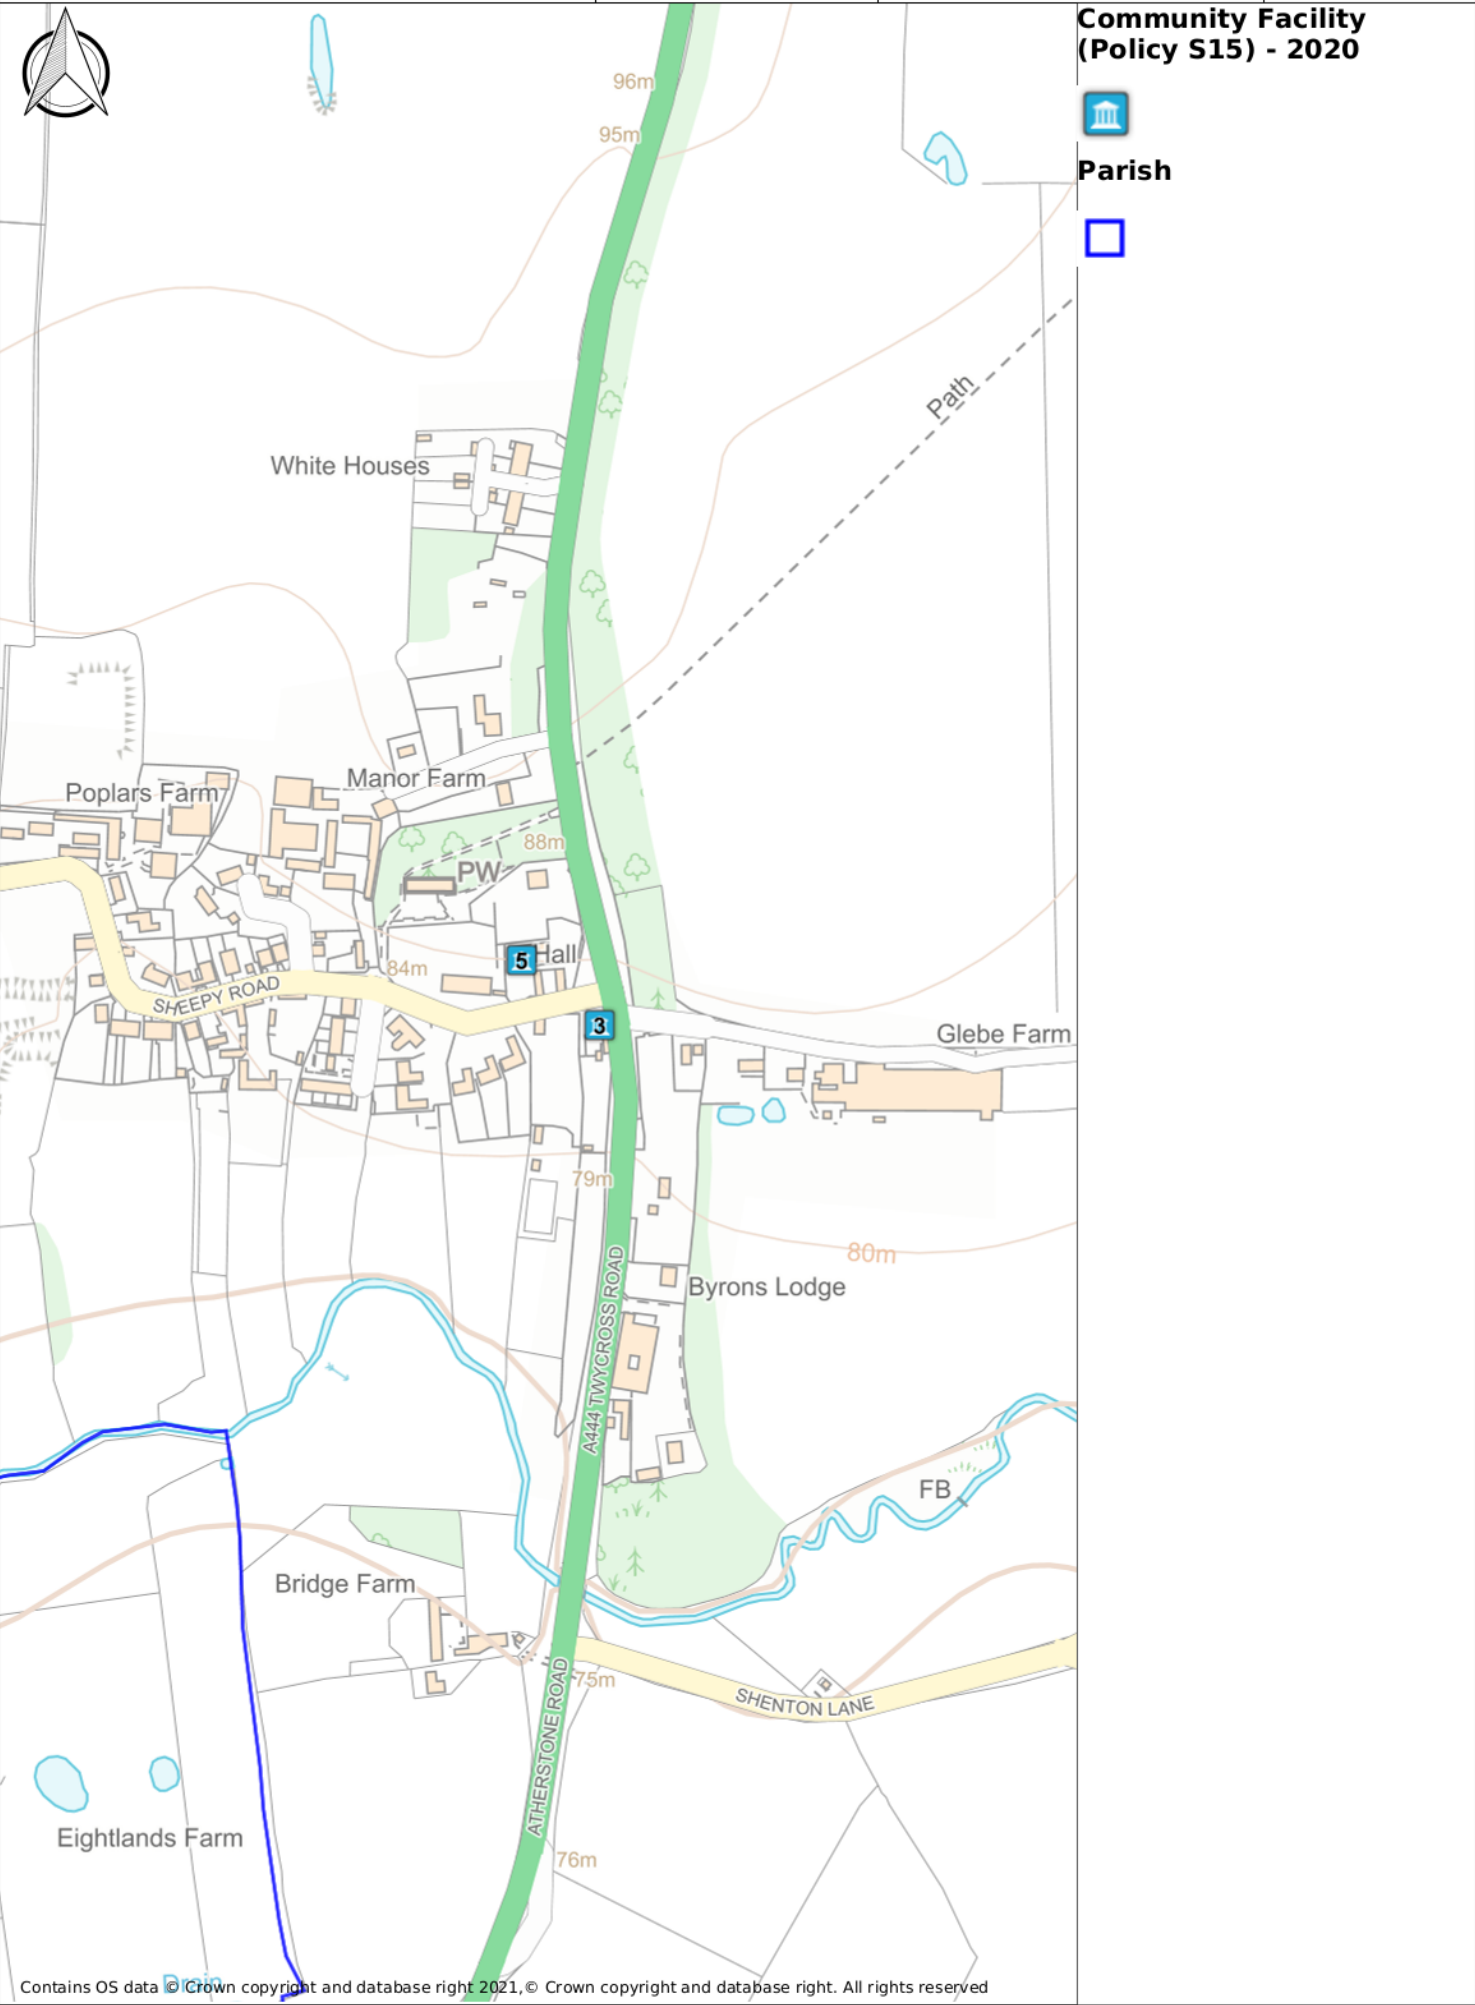 Community Facility
(Policy S15) - 2020
Parish
96m
95m
Path
White Houses
Manor Farm
Poplars Farm
88m
PW
5
Hall
84m
SHEEPY ROAD
3
Glebe Farm
79m
80m
A444 TWYCROSS ROAD
Byrons Lodge
FB
Bridge Farm
75m
SHENTON LANE
ATHERSTONE ROAD
Eightlands Farm
76m
Drain
Contains OS data © Crown copyright and database right 2021,© Crown copyright and database right. All rights reserved